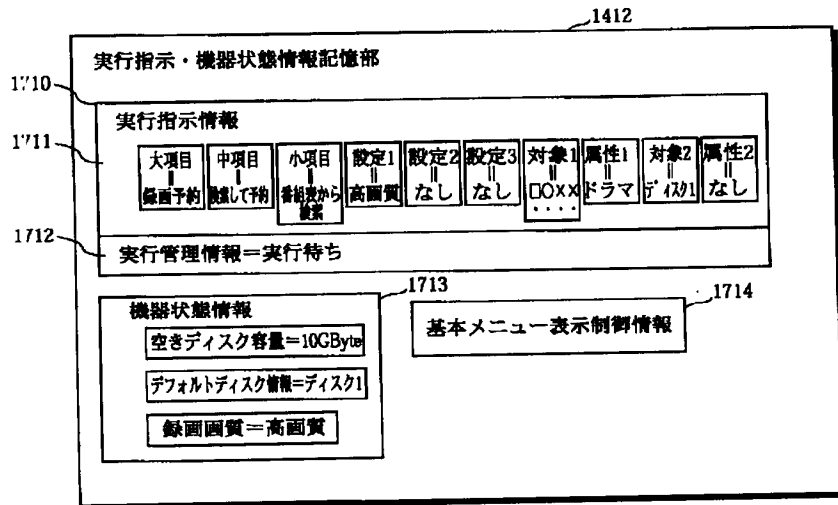 1412
実行指示・機器状態情報記憶部
1710
実行指示情報
1711
大項目
=
録画予約
中項目
=
検索して予約
小項目
=
番組表から
検索
設定1
=
高画質
設定2
=
なし
設定3
=
なし
対象1
=
□○××
・・・・
属性1
=
ドラマ
対象2
=
ディスク1
属性2
=
なし
1712
実行管理情報=実行待ち
1713
機器状態情報
空きディスク容量=10GByte
デフォルトディスク情報=ディスク1
録画画質=高画質
1714
基本メニュー表示制御情報